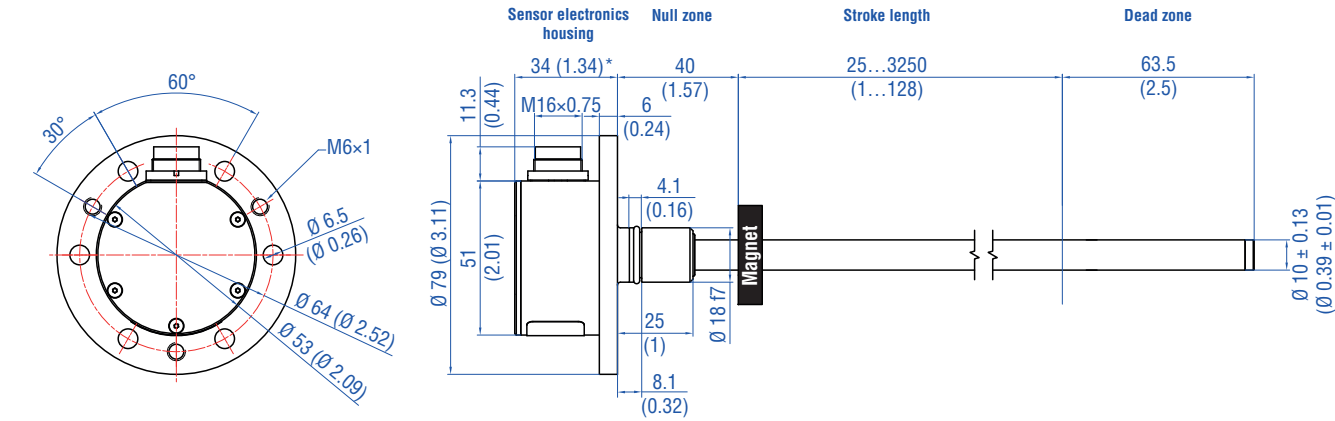 Sensor electronics
housing
Null zone
Stroke length
Dead zone
34 (1.34)*
40
(1.57)
25…3250
(1…128)
63.5
(2.5)
60°
30°
11.3
(0.44)
M16×0.75
6
(0.24)
M6×1
4.1
(0.16)
Ø 6.5
(Ø 0.26)
Ø 79 (Ø 3.11)
51
(2.01)
Magnet
Ø 10 ± 0.13
(Ø 0.39 ± 0.01)
Ø 64 (Ø 2.52)
Ø 53 (Ø 2.09)
25
(1)
Ø 18 f7
8.1
(0.32)